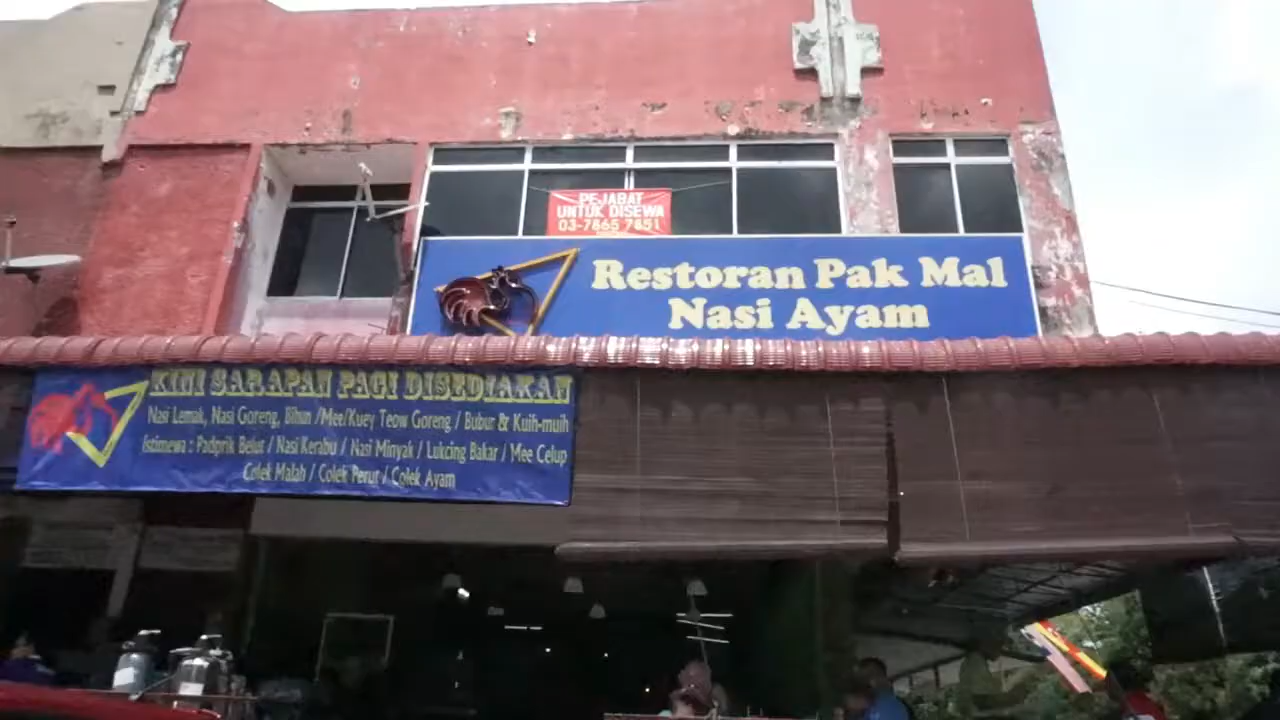 PEJABAT
UNTUK DISEWA
03-7865 7851
Restoran Pak Mal
Nasi Ayam
KINI SARAPAN PAGI DISEDIAKAN
Nasi Lemak, Nasi Goreng, Bihun /Mee/Kuey Teow Goreng / Bubur & Kuih-muih
Istimewa : Padprik Belut / Nasi Kerabu / Nasi Minyak / Lukcing Bakar / Mee Celup
Colek Malah / Colek Perut / Colek Ayam